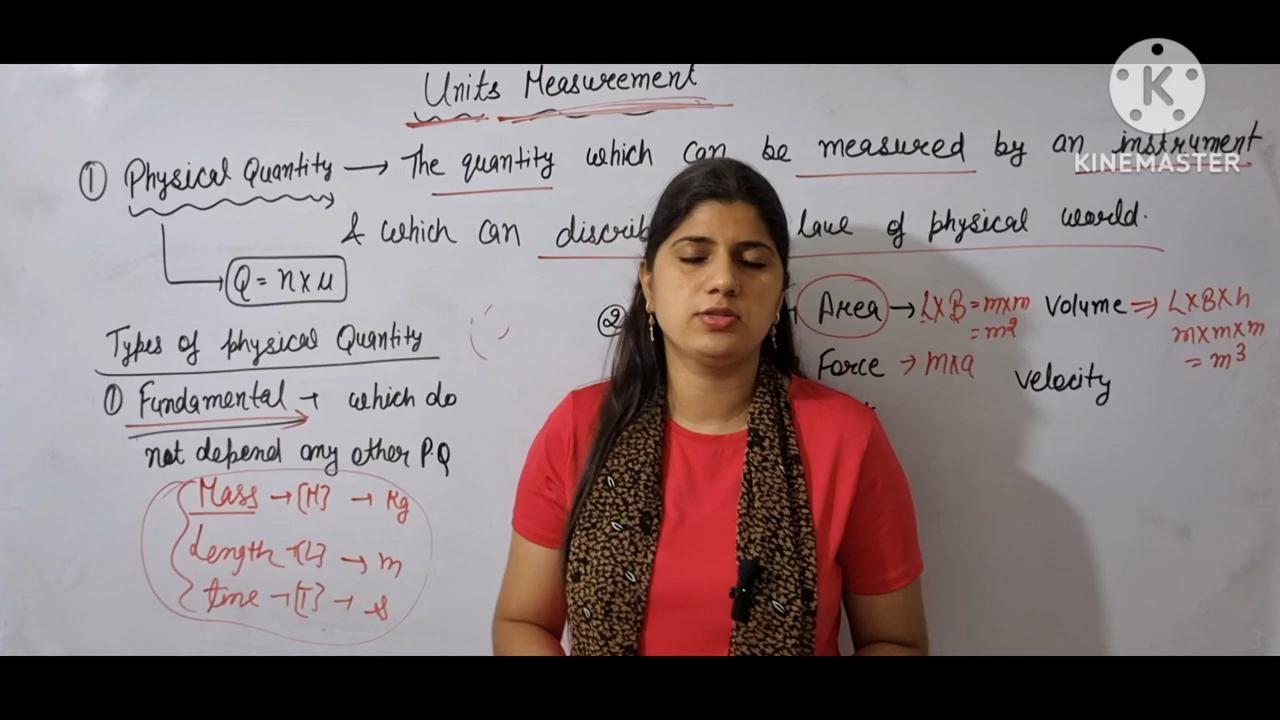 Units Measurement
① Physical Quantity → The quantity which can be measured by an instrument
& which can discrib lawe of physical world.
Q = n×u
Types of physical Quantity
① Fundamental → which do
not depend any other P.Q
Mass → [M] → Kg
Length → [L] → m
time → [T] → s
②
Area → L×B = m×m
= m²
Force → m×a
Volume ⇒ L×B×h
m×m×m
= m³
velocity
K
KINEMASTER